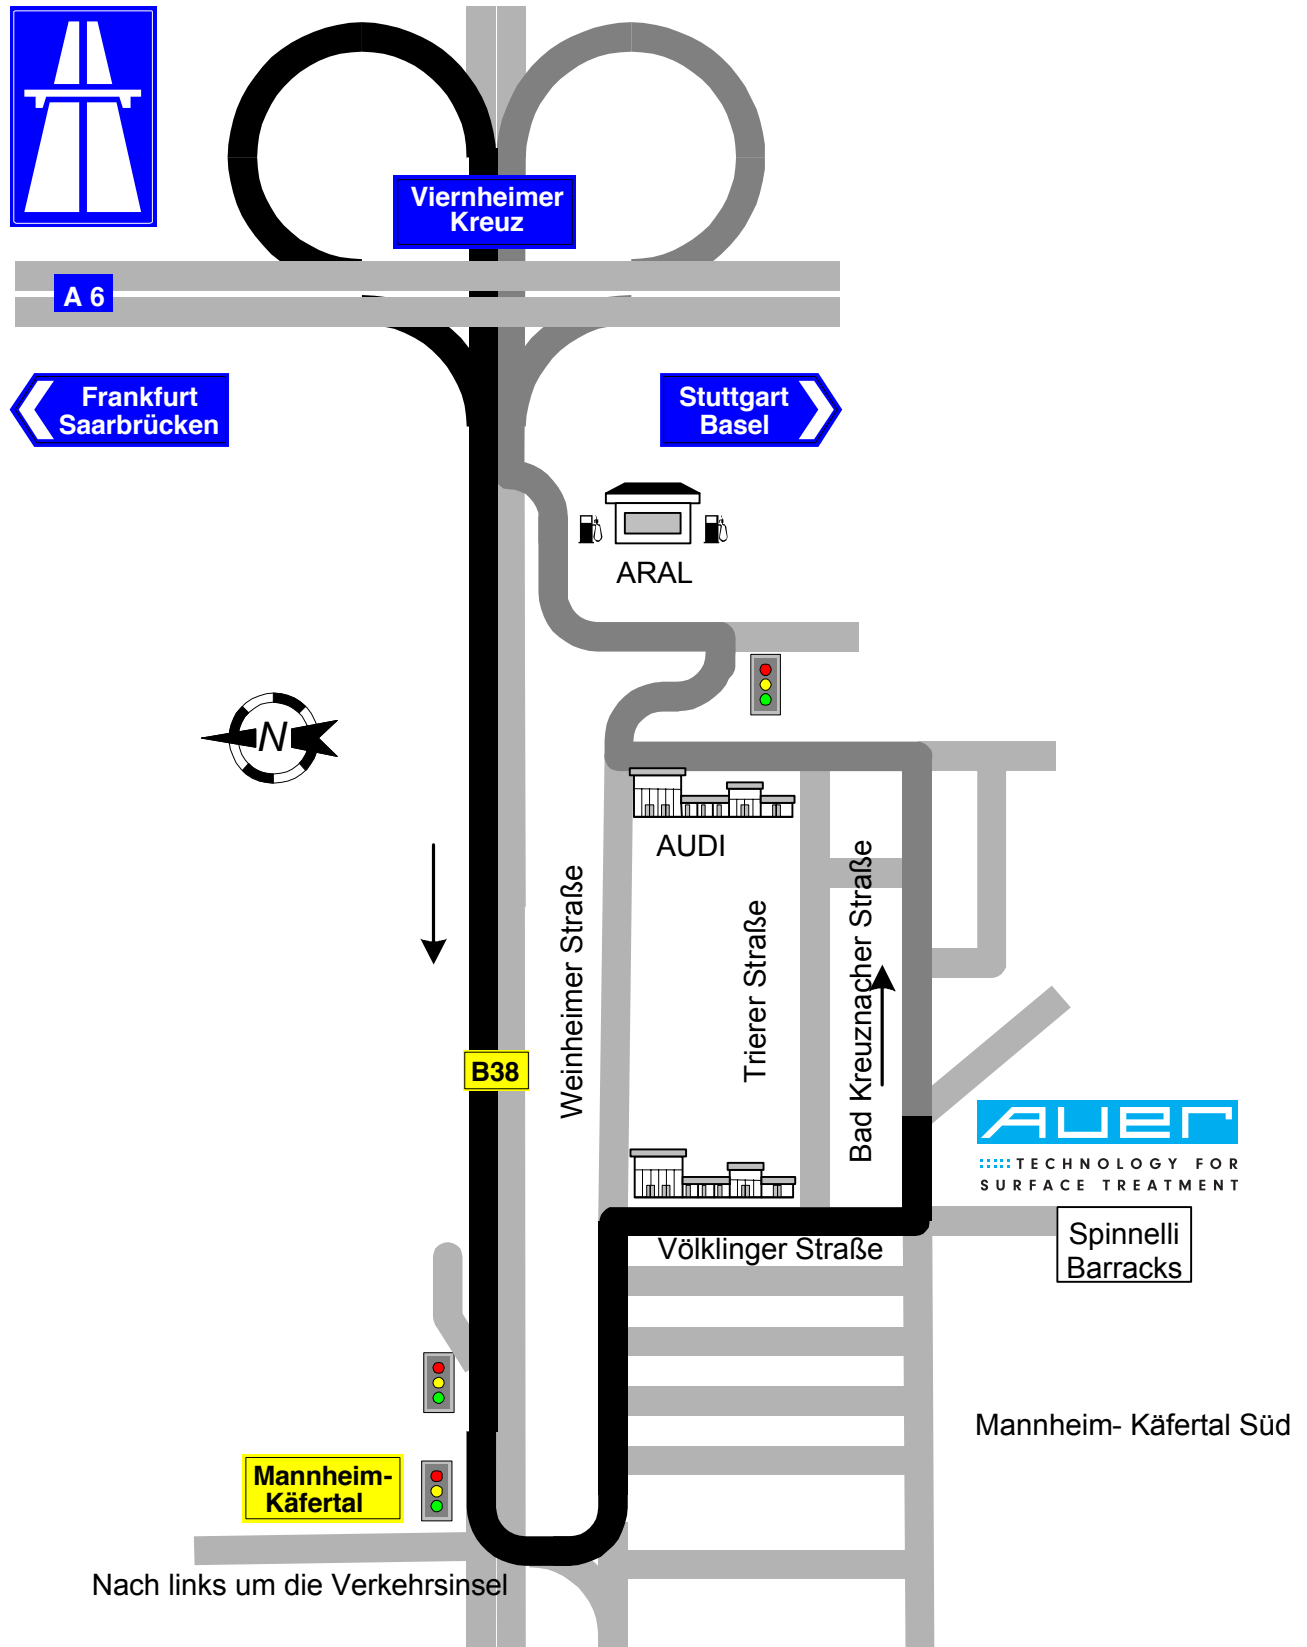 Viernheimer
Kreuz
A 6
Frankfurt
Saarbrücken
Stuttgart
Basel
ARAL
N
AUDI
Weinheimer Straße
Trierer Straße
Bad Kreuznacher Straße
B38
AUER
TECHNOLOGY FOR
SURFACE TREATMENT
Völklinger Straße
Spinnelli
Barracks
Mannheim- Käfertal Süd
Mannheim-
Käfertal
Nach links um die Verkehrsinsel